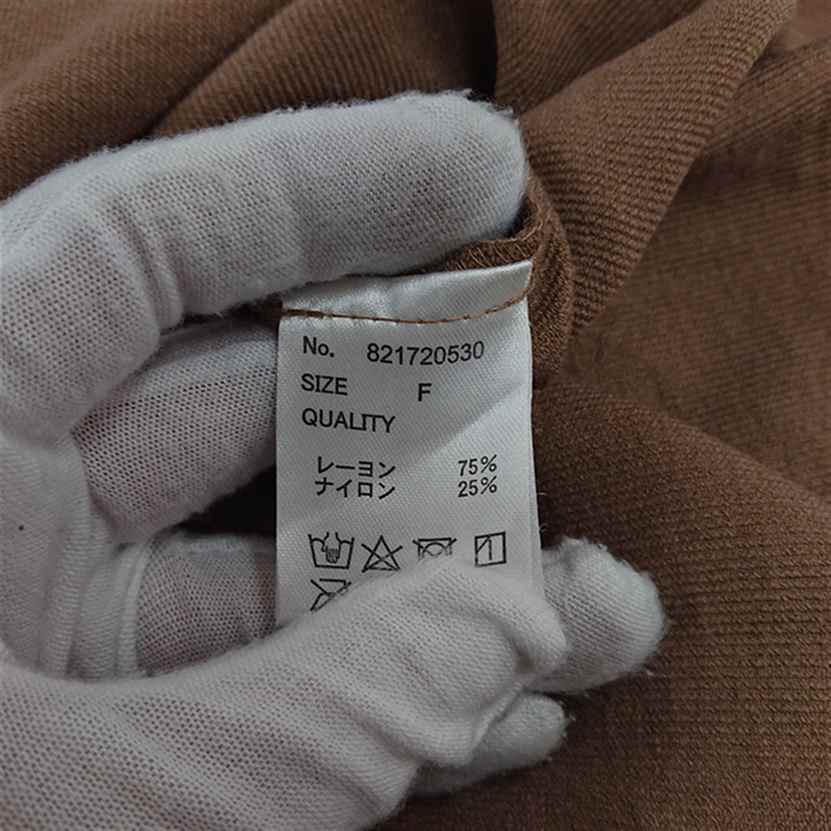 No. 821720530
SIZE F
QUALITY
レーヨン 75%
ナイロン 25%